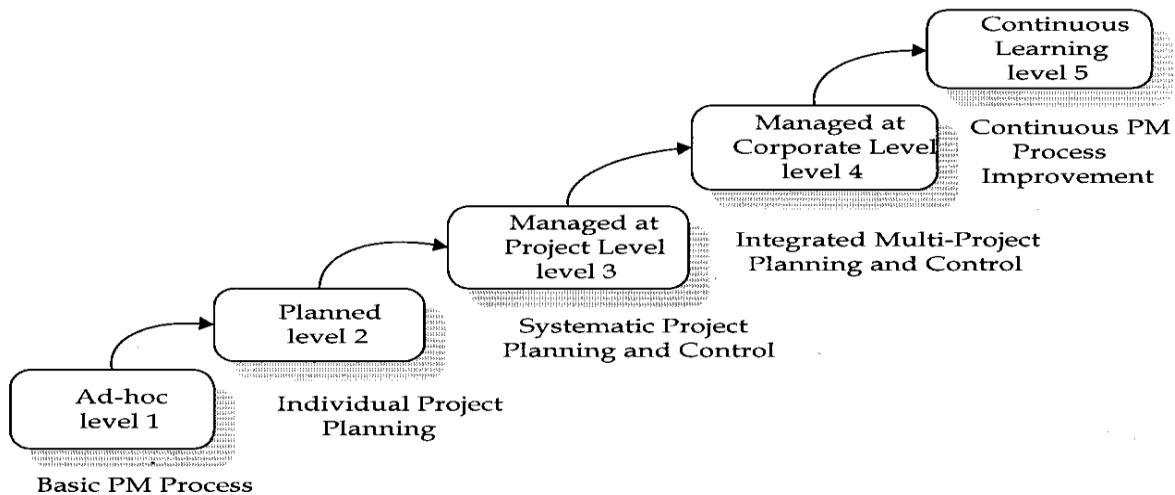 Continuous
Learning
level 5
Continuous PM
Process
Improvement
Managed at
Corporate Level
level 4
Integrated Multi-Project
Planning and Control
Managed at
Project Level
level 3
Systematic Project
Planning and Control
Planned
level 2
Individual Project
Planning
Ad-hoc
level 1
Basic PM Process